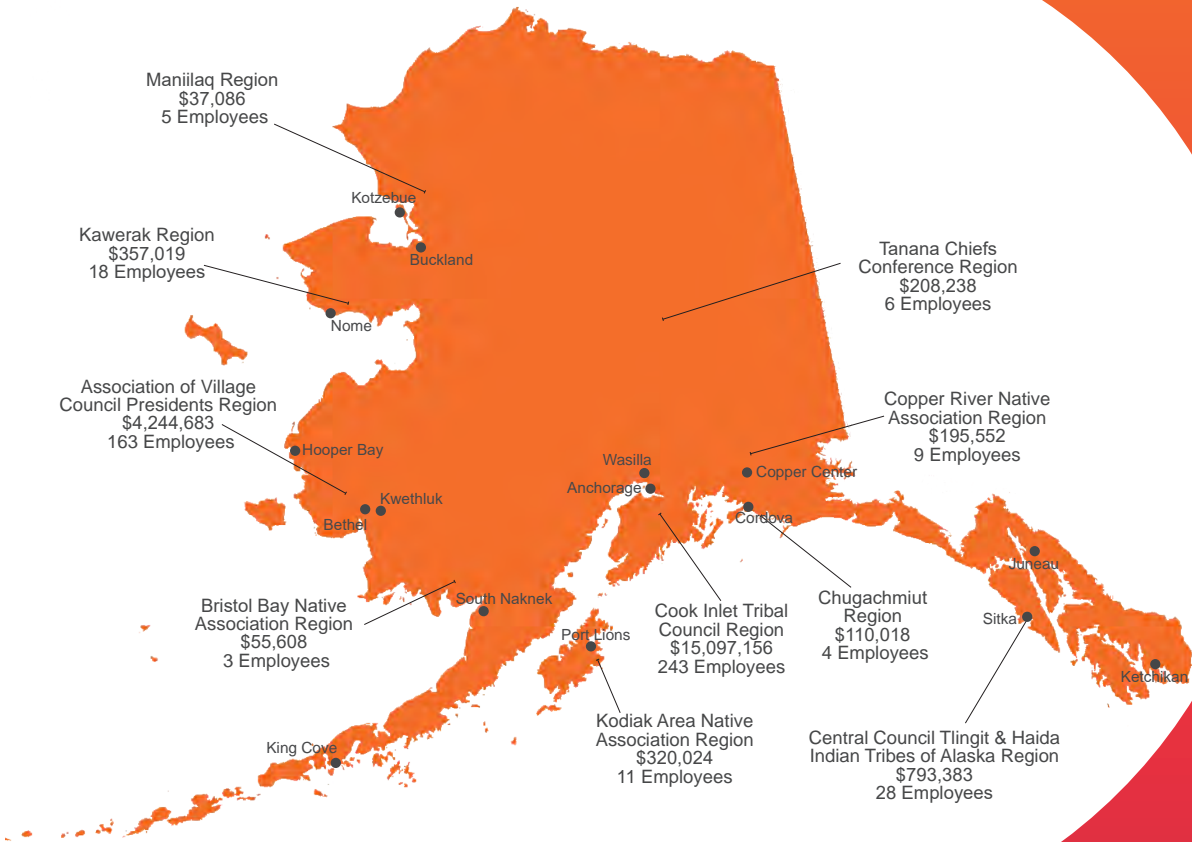 Maniilaq Region
$37,086
5 Employees
Kotzebue
Kawerak Region
$357,019
18 Employees
Buckland
Nome
Tanana Chiefs
Conference Region
$208,238
6 Employees
Association of Village
Council Presidents Region
$4,244,683
163 Employees
Hooper Bay
Kwethluk
Bethel
Copper River Native
Association Region
$195,552
9 Employees
Wasilla
Anchorage
Copper Center
Cordova
Juneau
Sitka
Ketchikan
Bristol Bay Native
Association Region
$55,608
3 Employees
South Naknek
Port Lions
Cook Inlet Tribal
Council Region
$15,097,156
243 Employees
Chugachmiut
Region
$110,018
4 Employees
King Cove
Kodiak Area Native
Association Region
$320,024
11 Employees
Central Council Tlingit & Haida
Indian Tribes of Alaska Region
$793,383
28 Employees